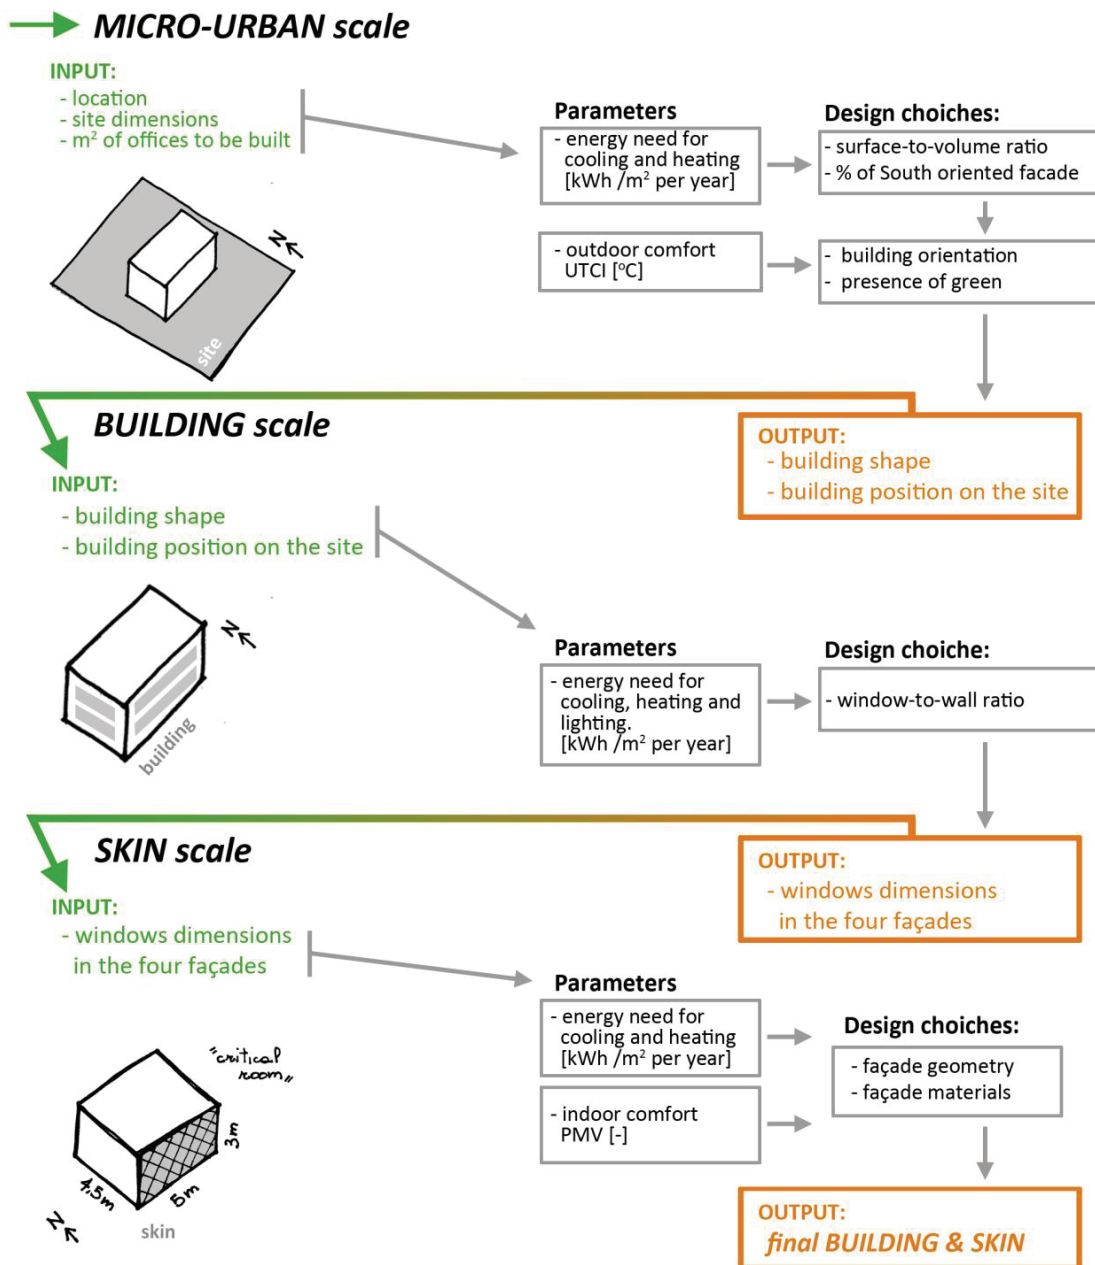 MICRO-URBAN scale
INPUT:
- location
- site dimensions
- m² of offices to be built
N
site
Parameters
- energy need for
cooling and heating
[kWh /m² per year]
- outdoor comfort
UTCI [°C]
Design choiches:
- surface-to-volume ratio
- % of South oriented facade
- building orientation
- presence of green
OUTPUT:
- building shape
- building position on the site
BUILDING scale
INPUT:
- building shape
- building position on the site
N
building
Parameters
- energy need for
cooling, heating and
lighting.
[kWh /m² per year]
Design choiche:
- window-to-wall ratio
OUTPUT:
- windows dimensions
in the four façades
SKIN scale
INPUT:
- windows dimensions
in the four façades
"critical
room"
3m
4,5m
5m
N
skin
Parameters
- energy need for
cooling and heating
[kWh /m² per year]
- indoor comfort
PMV [-]
Design choiches:
- façade geometry
- façade materials
OUTPUT:
final BUILDING & SKIN